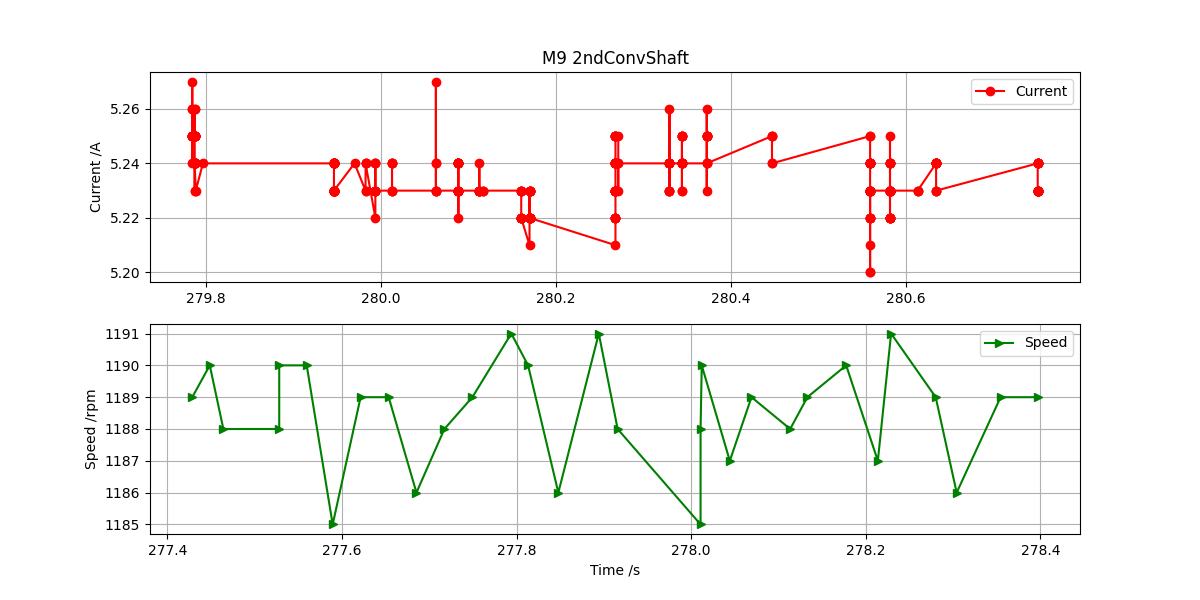 M9 2ndConvShaft
Current /A
5.26
5.24
5.22
5.20
Current
279.8 280.0 280.2 280.4 280.6
Speed /rpm
1191
1190
1189
1188
1187
1186
1185
Speed
277.4 277.6 277.8 278.0 278.2 278.4
Time /s